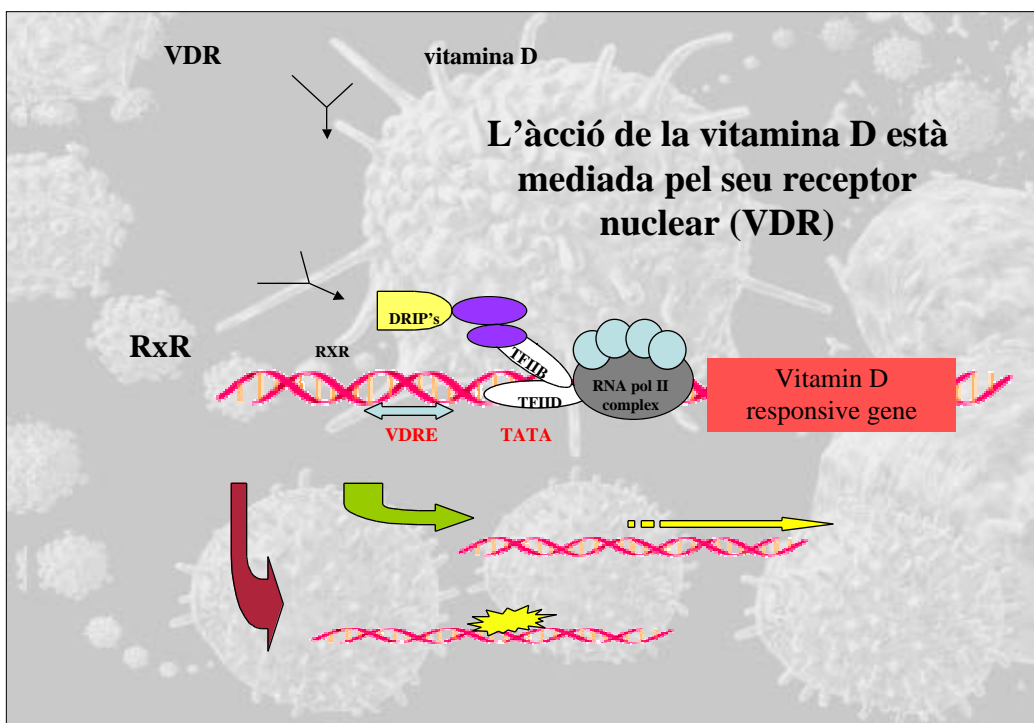 VDR
vitamina D
L'àcció de la vitamina D està
mediada pel seu receptor
nuclear (VDR)
DRIP's
RxR
RXR
TFIIB
TFIID
RNA pol II
complex
Vitamin D
responsive gene
VDRE
TATA